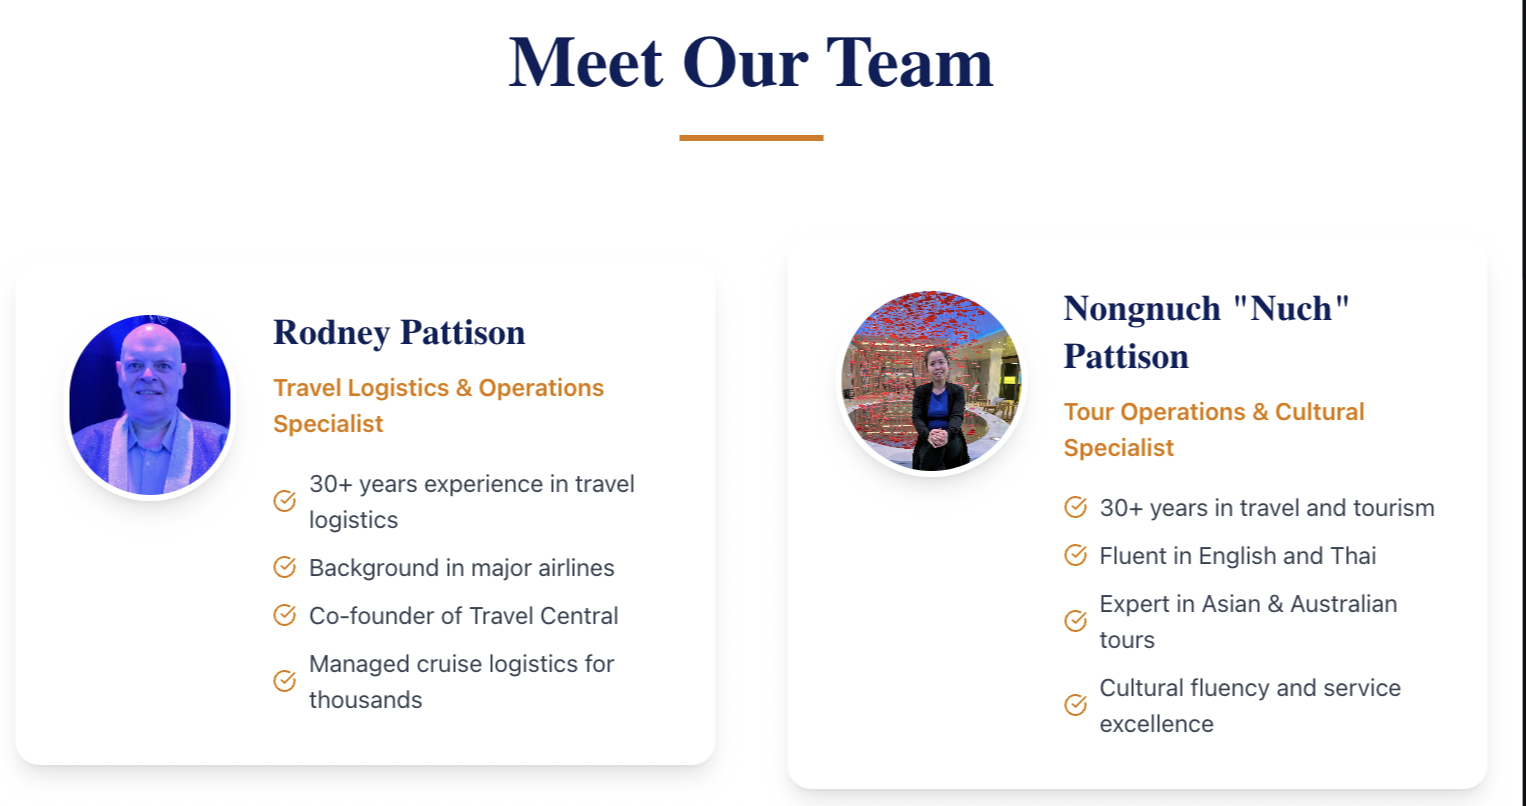 Meet Our Team
Rodney Pattison
Travel Logistics & Operations
Specialist
30+ years experience in travel
logistics
Background in major airlines
Co-founder of Travel Central
Managed cruise logistics for
thousands
Nongnuch "Nuch"
Pattison
Tour Operations & Cultural
Specialist
30+ years in travel and tourism
Fluent in English and Thai
Expert in Asian & Australian
tours
Cultural fluency and service
excellence